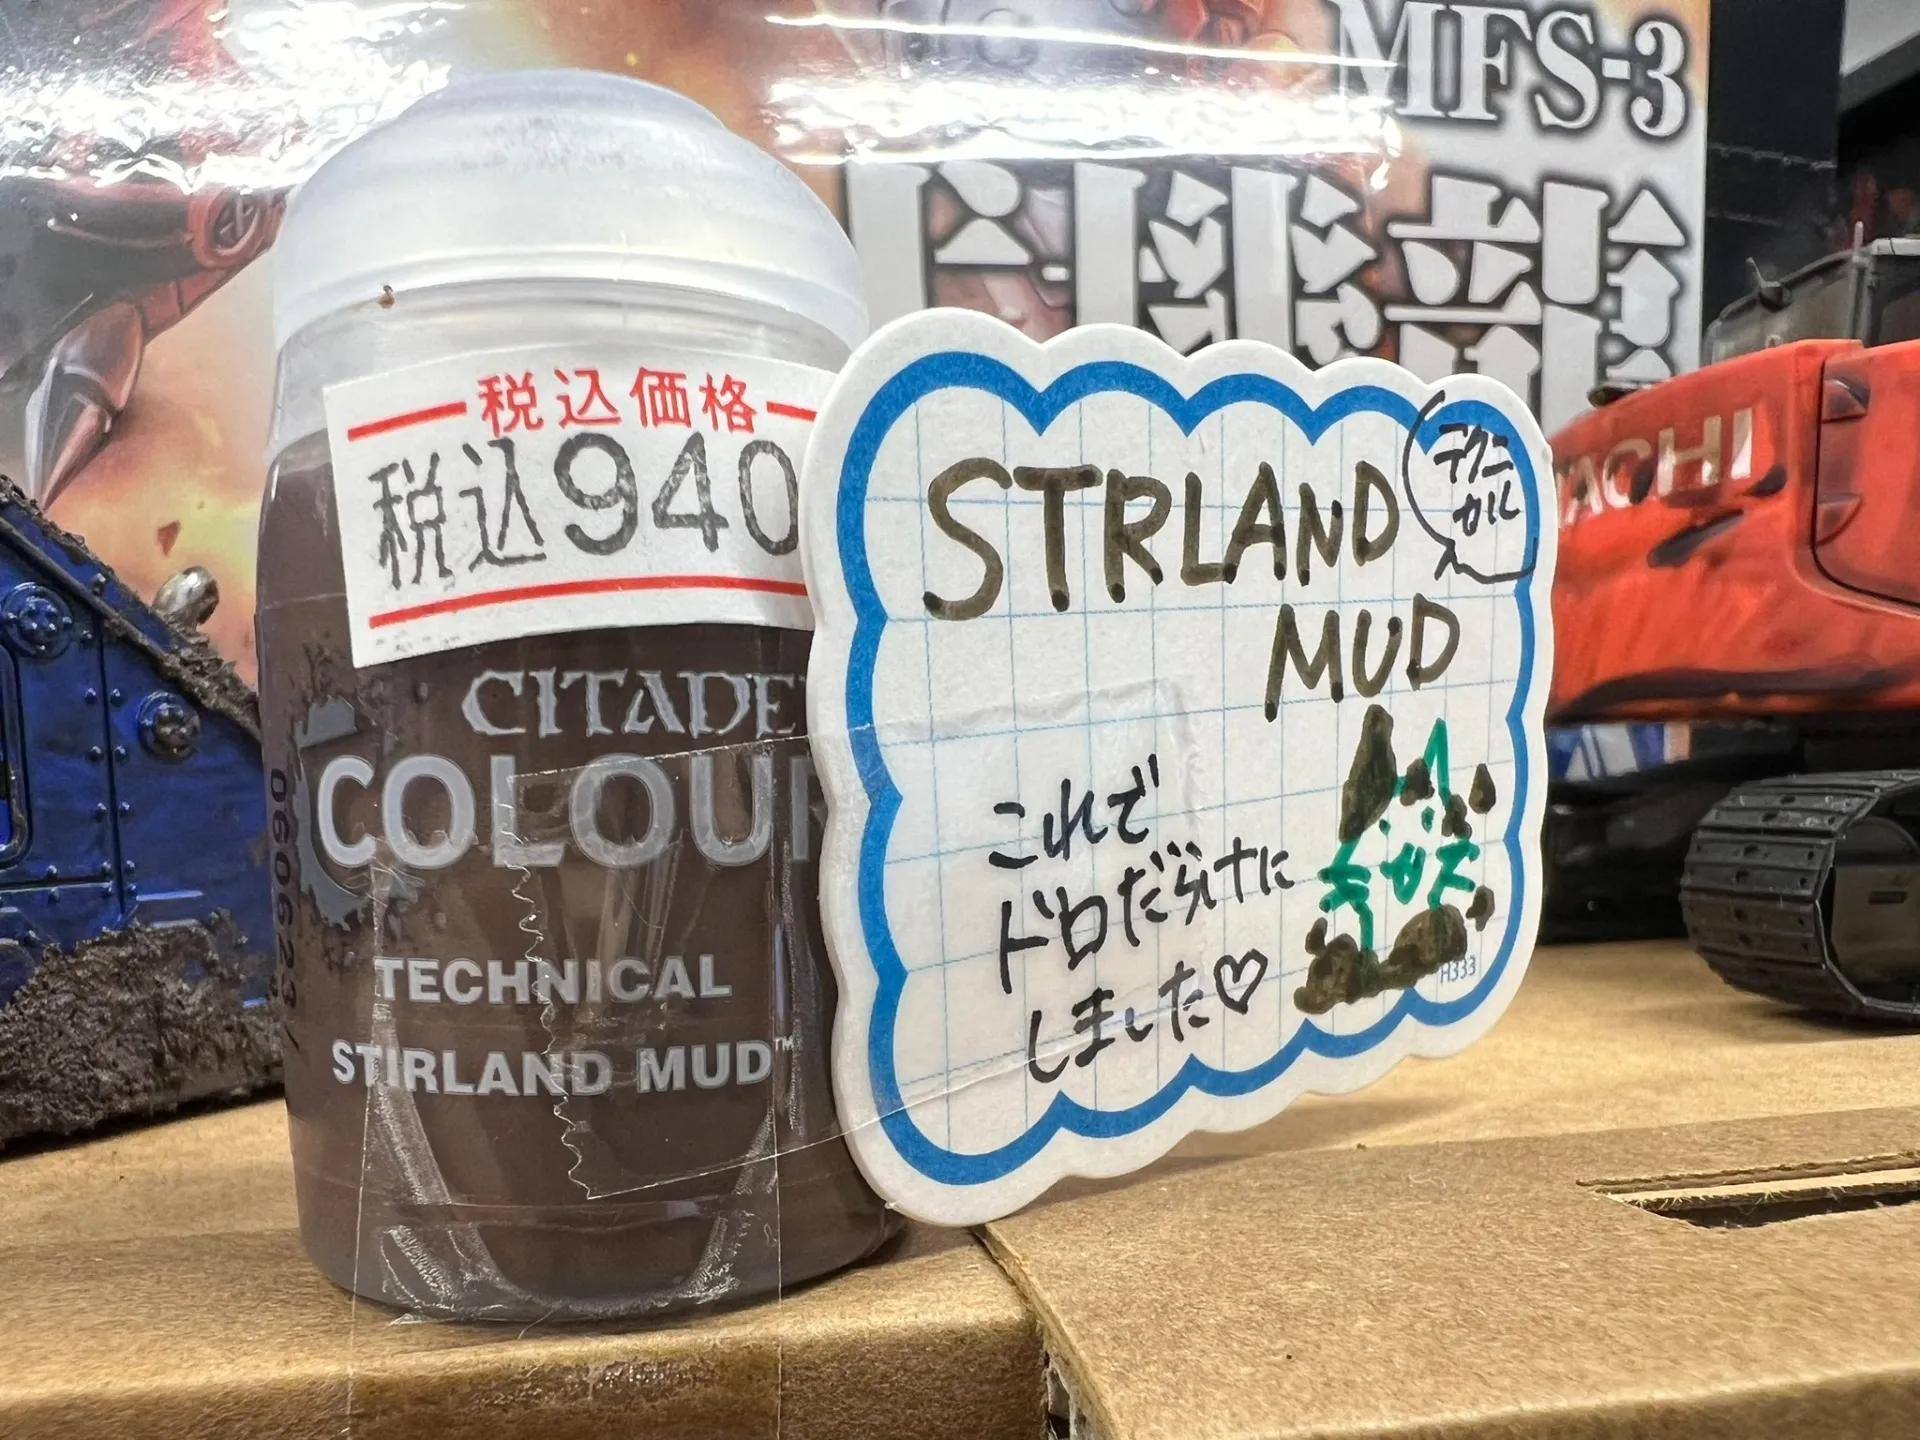 MFS-3
税込価格
税込940
CITADE
COLOUR
TECHNICAL
STIRLAND MUD™
STRLAND
MUD
テクニ
カル
これで
ドロだらけに
しました♡
H333
TACHI